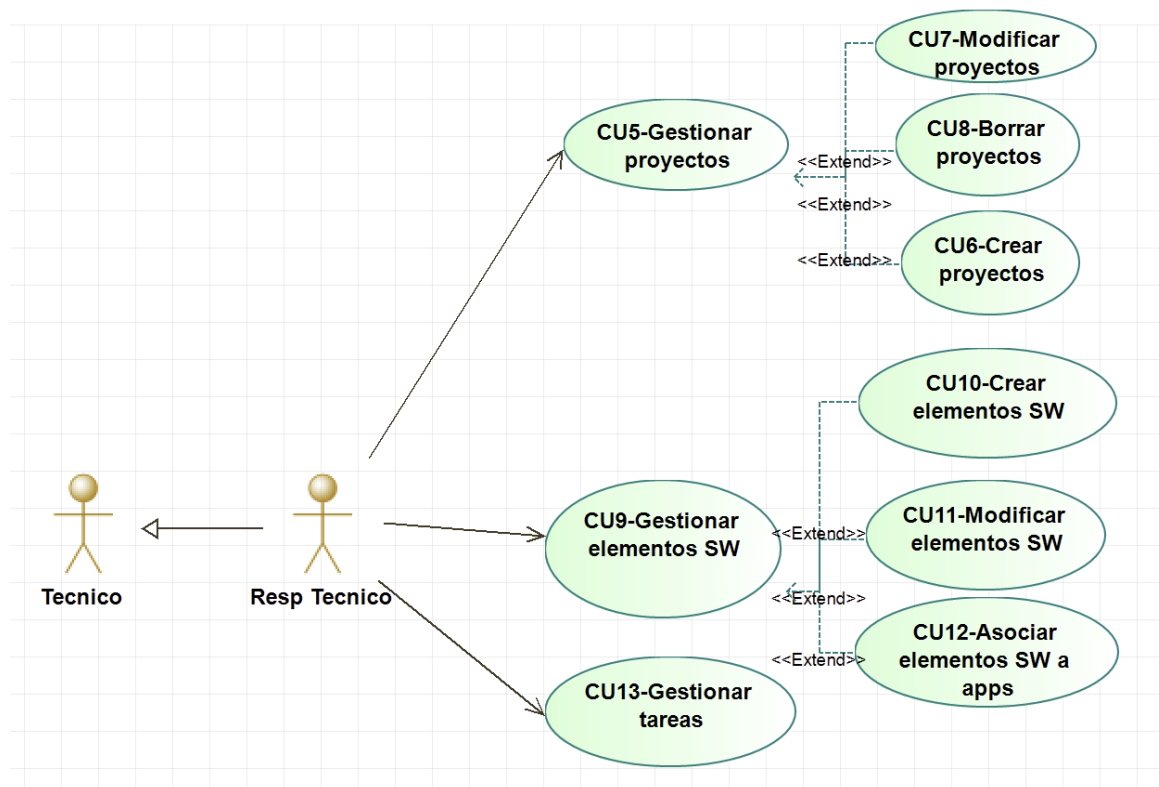 CU7-Modificar
proyectos
CU5-Gestionar
proyectos
CU8-Borrar
proyectos
<<Extend>>
<<Extend>>
<<Extend>>
CU6-Crear
proyectos
CU10-Crear
elementos SW
CU9-Gestionar
elementos SW
CU11-Modificar
elementos SW
<<Extend>>
<<Extend>>
<<Extend>>
Tecnico
Resp Tecnico
CU12-Asociar
elementos SW a
apps
CU13-Gestionar
tareas